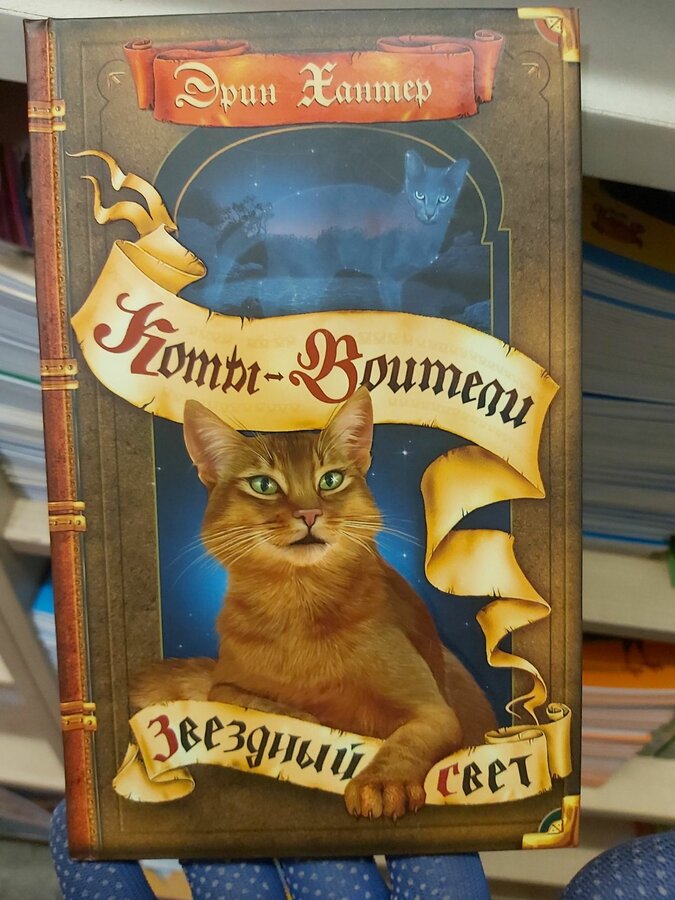 Эрин Хантер
Коты-Воители
Звездный свет